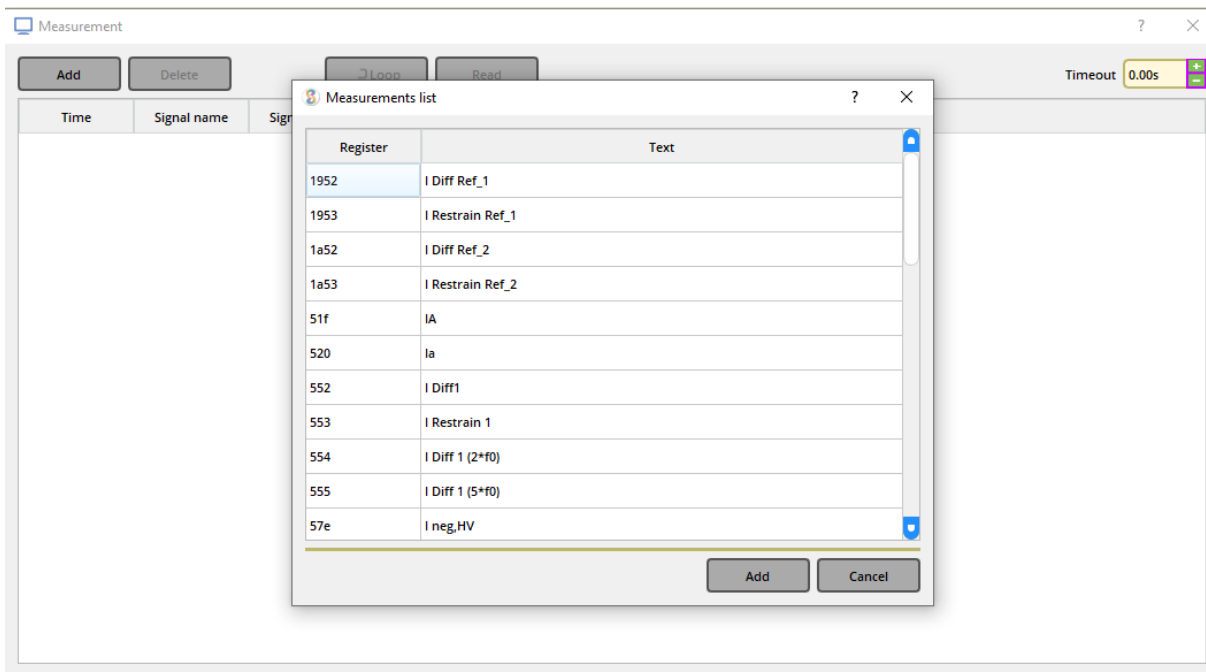 Measurement ? ×
Add Delete Loop Read Timeout 0.00s
Measurements list ? ×
Time Signal name Sigr
Register Text
1952 I Diff Ref_1
1953 I Restrain Ref_1
1a52 I Diff Ref_2
1a53 I Restrain Ref_2
51f IA
520 Ia
552 I Diff1
553 I Restrain 1
554 I Diff 1 (2*f0)
555 I Diff 1 (5*f0)
57e I neg,HV
Add Cancel